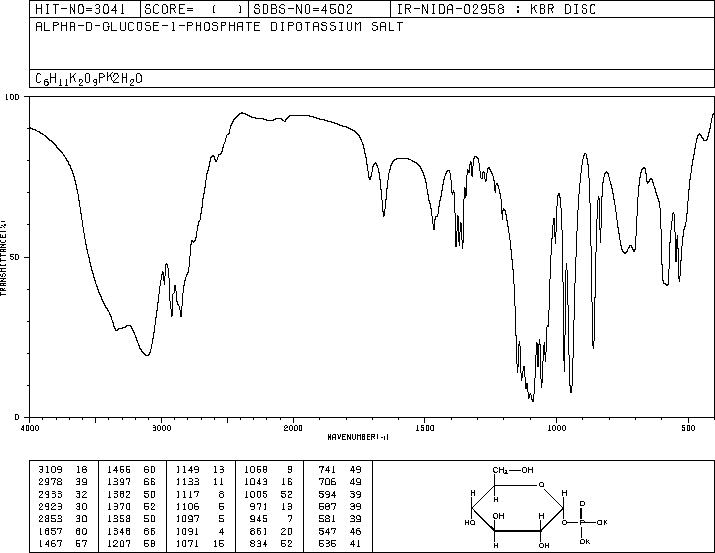 HIT-NO=3041 SCORE= ( ) SDBS-NO=4502 IR-NIDA-02958 : KBR DISC
ALPHA-D-GLUCOSE-1-PHOSPHATE DIPOTASSIUM SALT
C6H11K2O9P*2H2O
100
50
0
TRANSMITTANCE(%)
4000 3000 2000 1500 1000 500
WAVENUMBER(-1)
3109 18 1466 60 1149 13 1068 9 741 49
2978 39 1397 66 1133 11 1043 16 706 49
2933 32 1382 50 1117 8 1005 52 594 39
2923 30 1370 52 1106 6 971 13 587 39
2853 30 1358 50 1097 5 945 7 581 39
1657 60 1348 66 1091 4 861 20 547 46
1467 57 1207 58 1071 15 834 52 535 41
CH2—OH
H O H
H
OH H
HO O—P—OK
O
OK
H OH